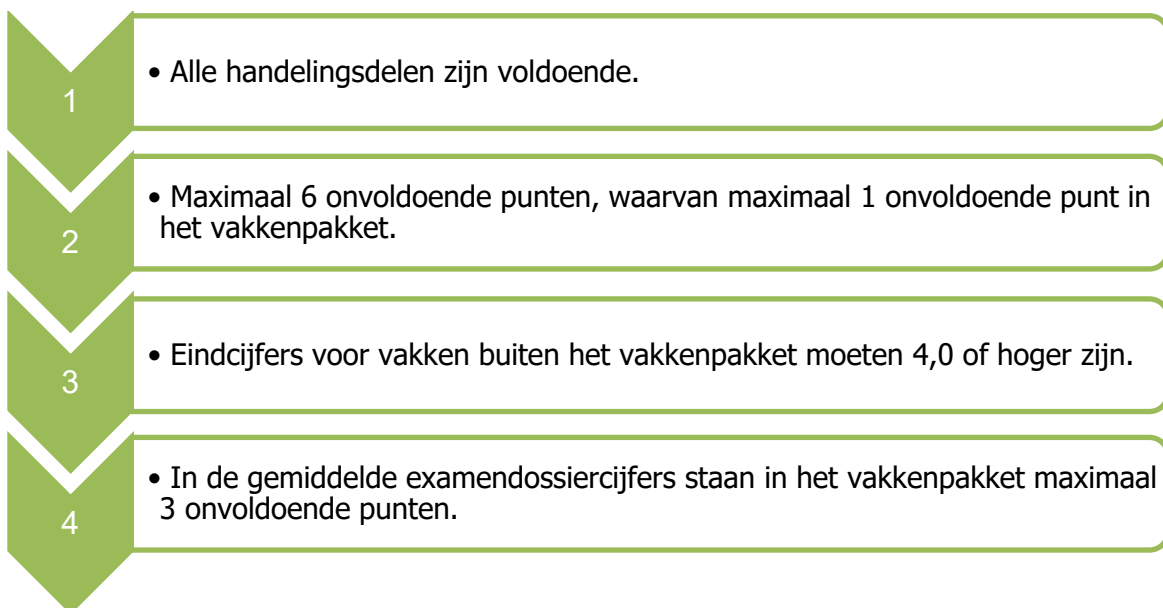 1
• Alle handelingsdelen zijn voldoende.
2
• Maximaal 6 onvoldoende punten, waarvan maximaal 1 onvoldoende punt in
het vakkenpakket.
3
• Eindcijfers voor vakken buiten het vakkenpakket moeten 4,0 of hoger zijn.
4
• In de gemiddelde examendossiercijfers staan in het vakkenpakket maximaal
3 onvoldoende punten.